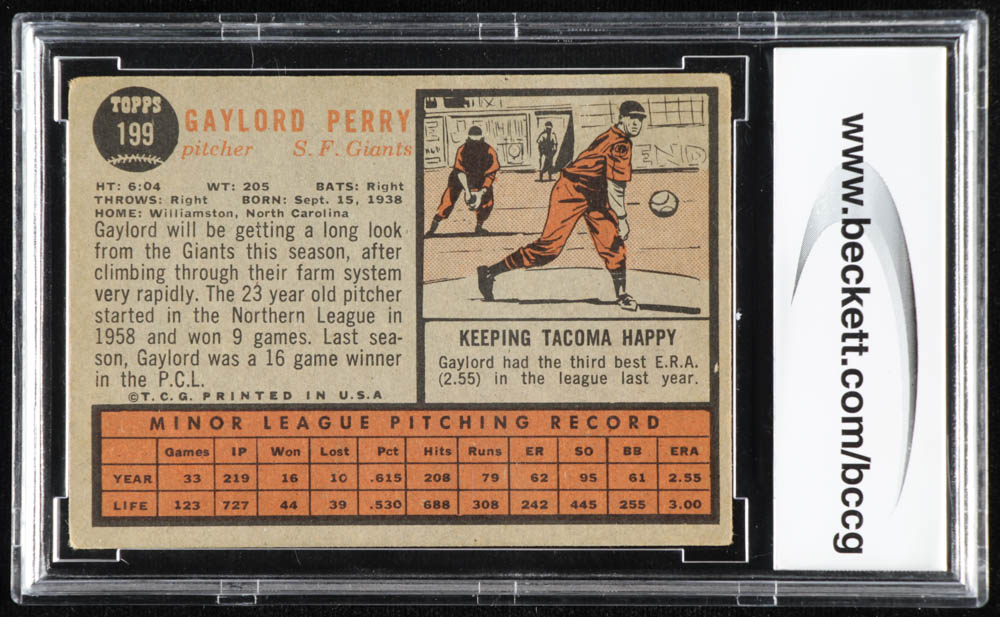 TOPPS
199
GAYLORD PERRY
pitcher S. F. Giants
HT: 6:04 WT: 205 BATS: Right
THROWS: Right BORN: Sept. 15, 1938
HOME: Williamston, North Carolina
Gaylord will be getting a long look
from the Giants this season, after
climbing through their farm system
very rapidly. The 23 year old pitcher
started in the Northern League in
1958 and won 9 games. Last sea-
son, Gaylord was a 16 game winner
in the P.C.L.
©T.C.G. PRINTED IN U.S.A
END
KEEPING TACOMA HAPPY
Gaylord had the third best E.R.A.
(2.55) in the league last year.
MINOR LEAGUE PITCHING RECORD
Games IP Won Lost Pct Hits Runs ER SO BB ERA
YEAR 33 219 16 10 .615 208 79 62 95 61 2.55
LIFE 123 727 44 39 .530 688 308 242 445 255 3.00
www.beckett.com/bccg